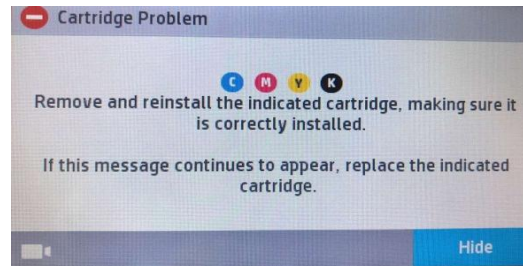 Cartridge Problem
C M Y K
Remove and reinstall the indicated cartridge, making sure it
is correctly installed.
If this message continues to appear, replace the indicated
cartridge.
Hide